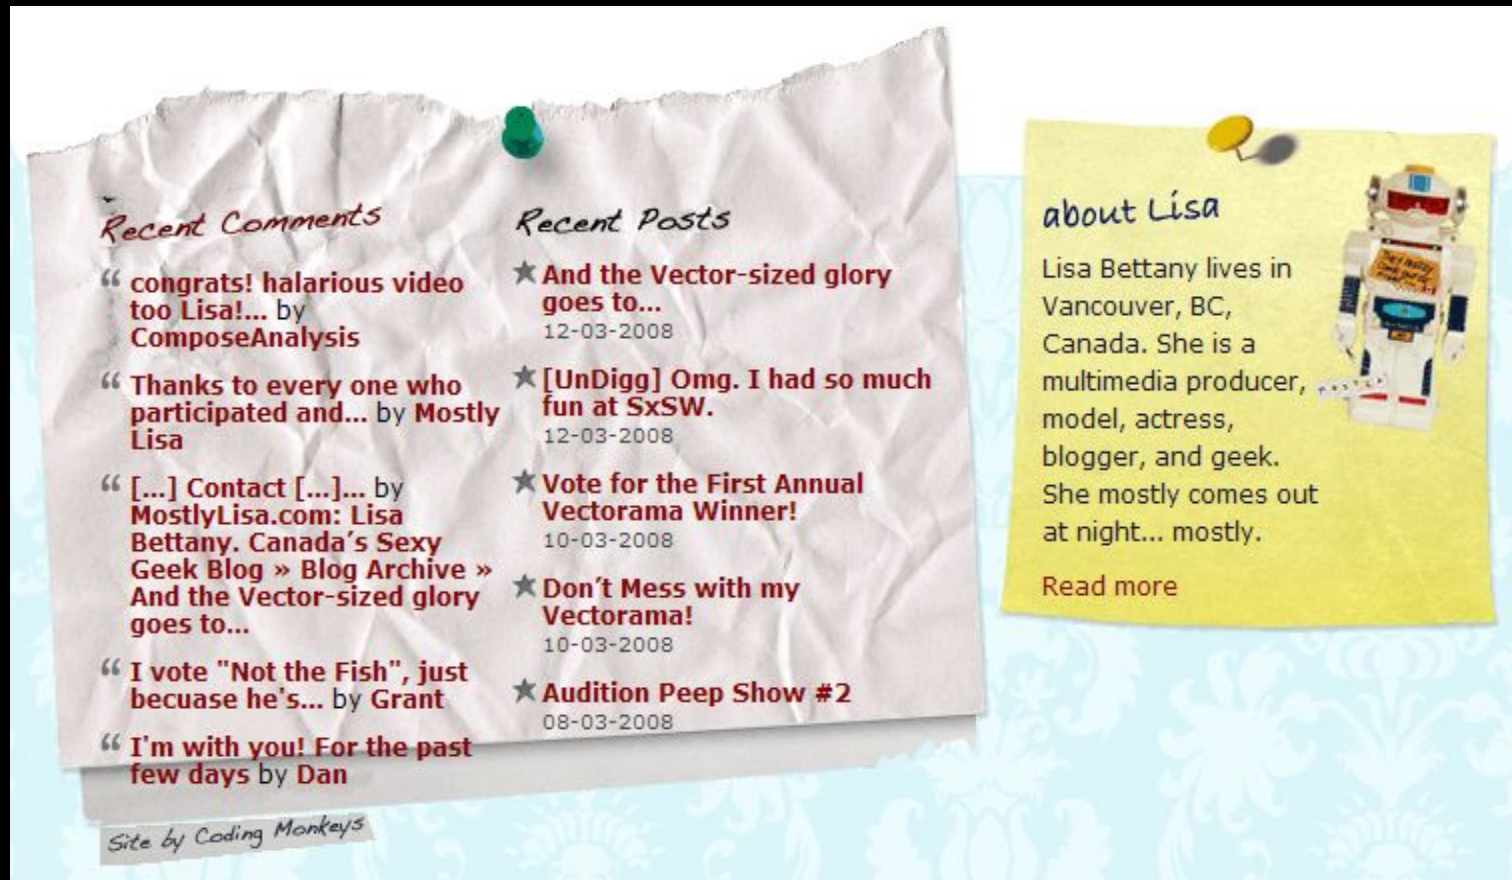 Recent Comments
“ congrats! halarious video
too Lisa!... by
ComposeAnalysis
“ Thanks to every one who
participated and... by Mostly
Lisa
“ [...] Contact [...]... by
MostlyLisa.com: Lisa
Bettany. Canada’s Sexy
Geek Blog » Blog Archive »
And the Vector-sized glory
goes to...
“ I vote "Not the Fish", just
becuase he's... by Grant
“ I'm with you! For the past
few days by Dan
Recent Posts
★ And the Vector-sized glory
goes to...
12-03-2008
★ [UnDigg] Omg. I had so much
fun at SxSW.
12-03-2008
★ Vote for the First Annual
Vectorama Winner!
10-03-2008
★ Don’t Mess with my
Vectorama!
10-03-2008
★ Audition Peep Show #2
08-03-2008
about Lisa
Lisa Bettany lives in
Vancouver, BC,
Canada. She is a
multimedia producer,
model, actress,
blogger, and geek.
She mostly comes out
at night... mostly.
Read more
Site by Coding Monkeys